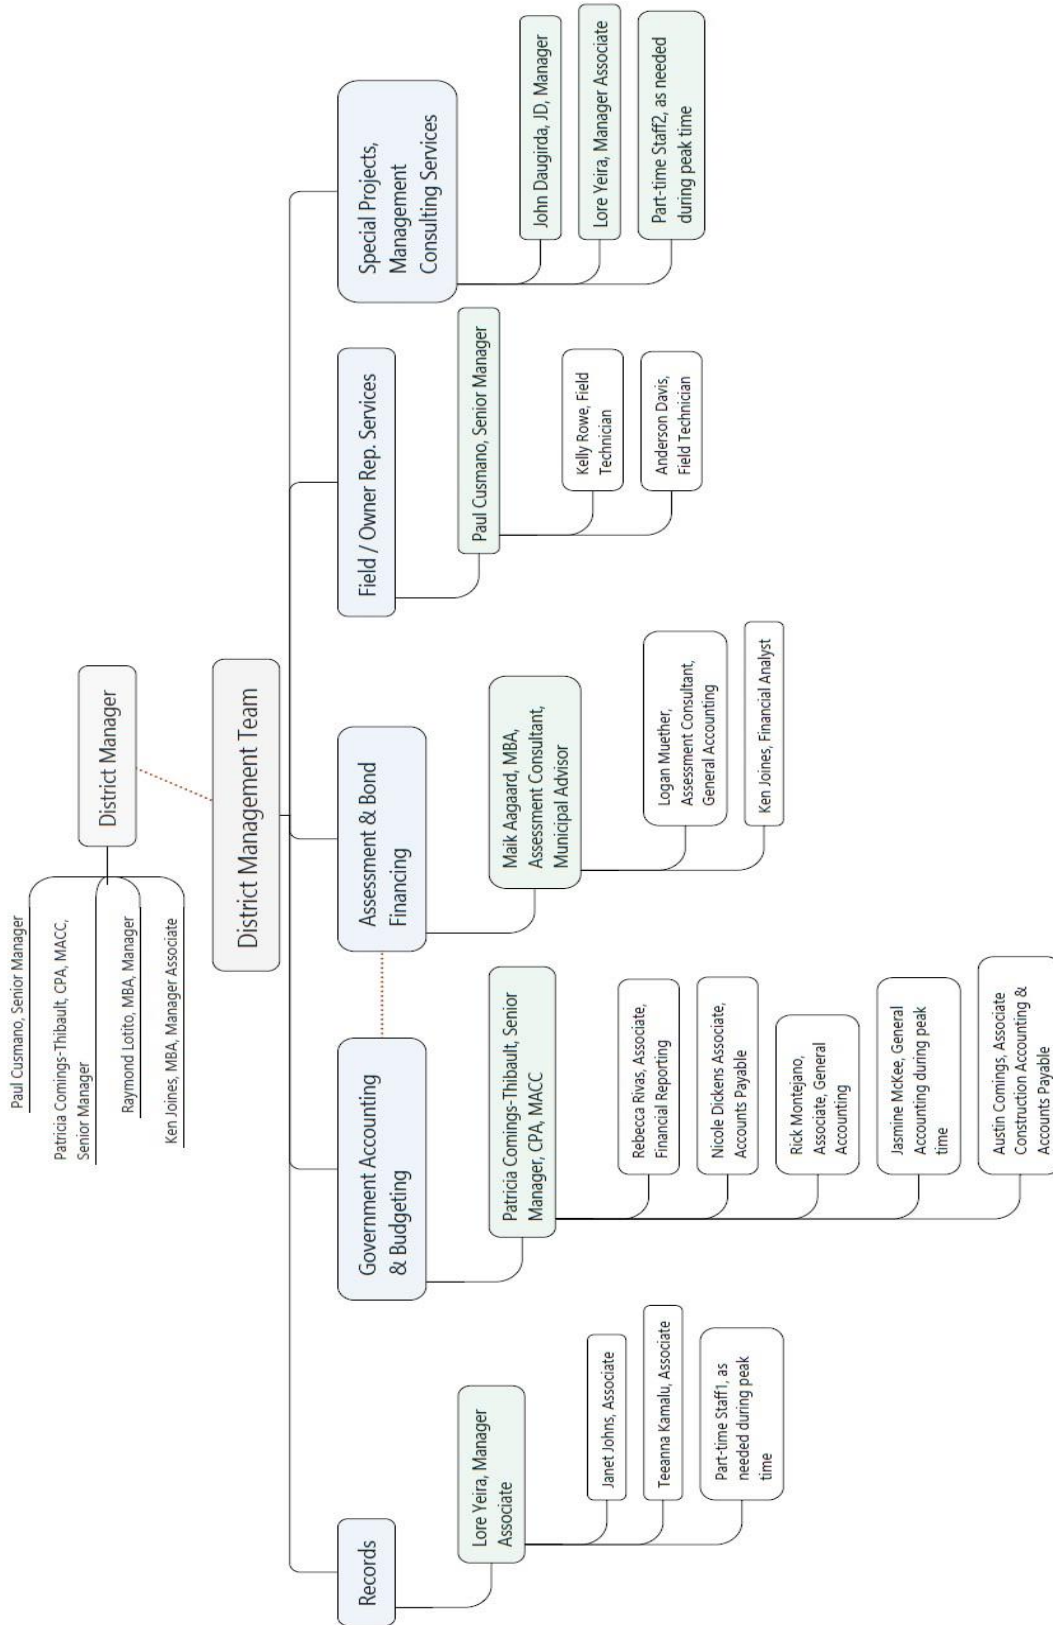 Paul Cusmano, Senior Manager
Patricia Comings-Thibault, CPA, MACC,
Senior Manager
Raymond Lotito, MBA, Manager
Ken Joines, MBA, Manager Associate
District Manager
District Management Team
Records
Lore Yeira, Manager
Associate
Janet Johns, Associate
Teeanna Kamalu, Associate
Part-time Staff1, as
needed during peak
time
Government Accounting
& Budgeting
Patricia Comings-Thibault, Senior
Manager, CPA, MACC
Rebecca Rivas, Associate,
Financial Reporting
Nicole Dickens Associate,
Accounts Payable
Rick Montejano,
Associate, General
Accounting
Jasmine McKee, General
Accounting during peak
time
Austin Comings, Associate
Construction Accounting &
Accounts Payable
Assessment & Bond
Financing
Maik Aagaard, MBA,
Assessment Consultant,
Municipal Advisor
Logan Muether,
Assessment Consultant,
General Accounting
Ken Joines, Financial Analyst
Field / Owner Rep. Services
Paul Cusmano, Senior Manager
Kelly Rowe, Field
Technician
Anderson Davis,
Field Technician
Special Projects,
Management
Consulting Services
John Daugirda, JD, Manager
Lore Yeira, Manager Associate
Part-time Staff2, as needed
during peak time